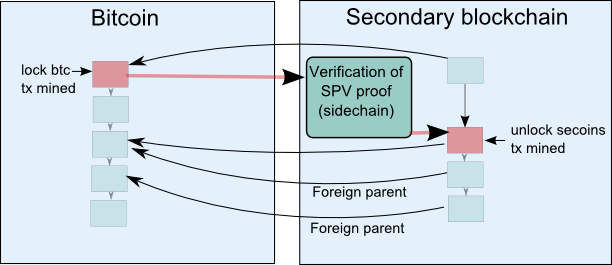 Bitcoin
Secondary blockchain
lock btc
tx mined
Verification of
SPV proof
(sidechain)
unlock secoins
tx mined
Foreign parent
Foreign parent